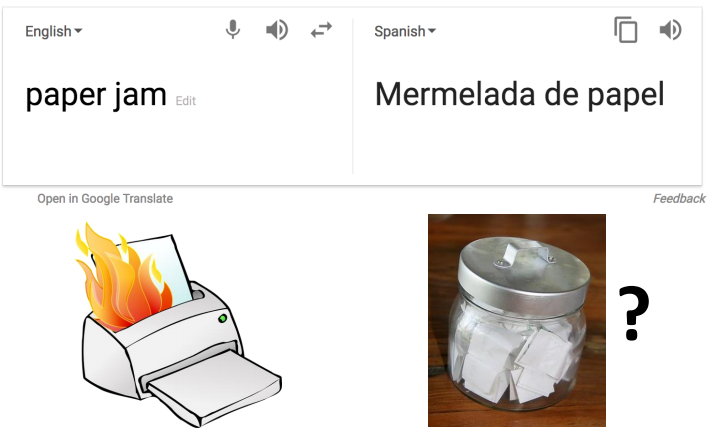 English
Spanish
paper jam Edit
Mermelada de papel
Open in Google Translate
Feedback
?